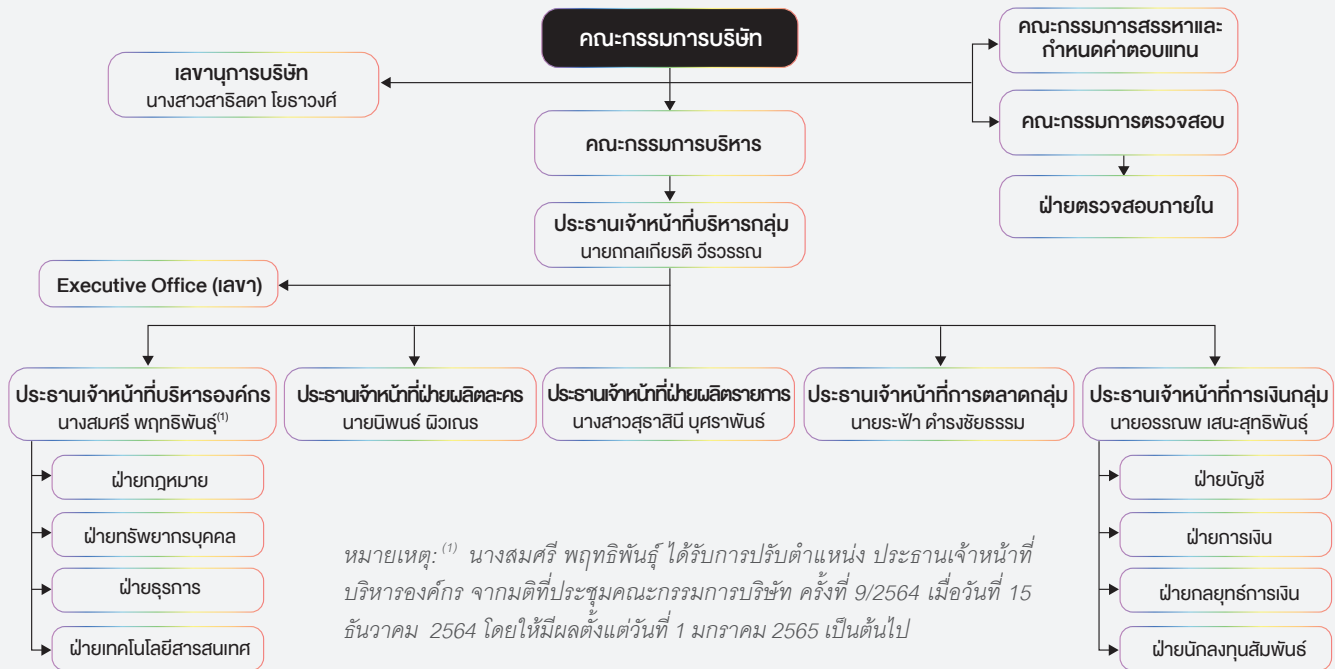 คณะกรรมการบริษัท
คณะกรรมการสรรหาและ
กำหนดค่าตอบแทน
เลขานุการบริษัท
นางสาวสาธิลดา โยธาวงศ์
คณะกรรมการตรวจสอบ
คณะกรรมการบริหาร
ฝ่ายตรวจสอบภายใน
ประธานเจ้าหน้าที่บริหารกลุ่ม
นายถกลเกียรติ วีรวรรณ
Executive Office (เลขา)
ประธานเจ้าหน้าที่บริหารองค์กร
นางสมศรี พฤทธิพันธุ์⁽¹⁾
ประธานเจ้าหน้าที่ฝ่ายผลิตละคร
นายนิพนธ์ ผิวเณร
ประธานเจ้าหน้าที่ฝ่ายผลิตรายการ
นางสาวสุธาสินี บุศราพันธ์
ประธานเจ้าหน้าที่การตลาดกลุ่ม
นายระฟ้า ดำรงชัยธรรม
ประธานเจ้าหน้าที่การเงินกลุ่ม
นายอรรณพ เสนะสุทธิพันธุ์
ฝ่ายกฎหมาย
ฝ่ายทรัพยากรบุคคล
ฝ่ายธุรการ
ฝ่ายเทคโนโลยีสารสนเทศ
ฝ่ายบัญชี
ฝ่ายการเงิน
ฝ่ายกลยุทธ์การเงิน
ฝ่ายนักลงทุนสัมพันธ์
หมายเหตุ: ⁽¹⁾ นางสมศรี พฤทธิพันธุ์ ได้รับการปรับตำแหน่ง ประธานเจ้าหน้าที่
บริหารองค์กร จากมติที่ประชุมคณะกรรมการบริษัท ครั้งที่ 9/2564 เมื่อวันที่ 15
ธันวาคม 2564 โดยให้มีผลตั้งแต่วันที่ 1 มกราคม 2565 เป็นต้นไป